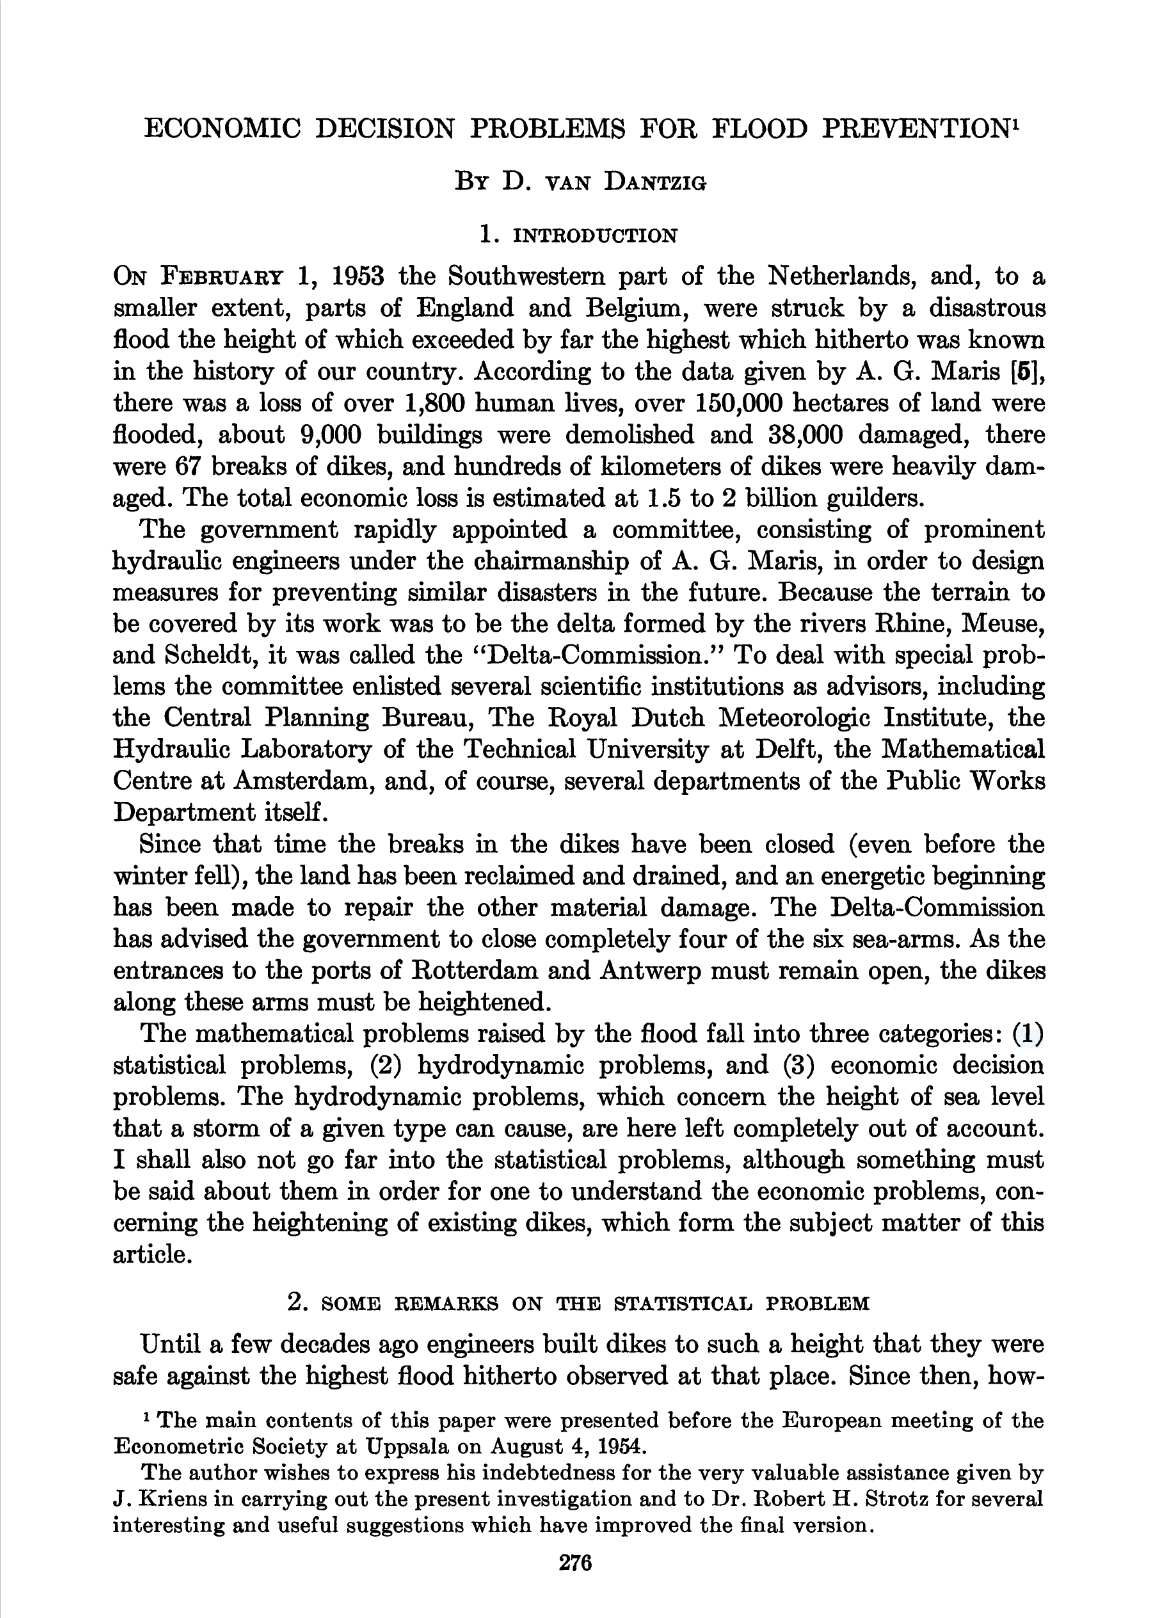 ECONOMIC DECISION PROBLEMS FOR FLOOD PREVENTION¹
BY D. VAN DANTZIG
1. INTRODUCTION
ON FEBRUARY 1, 1953 the Southwestern part of the Netherlands, and, to a
smaller extent, parts of England and Belgium, were struck by a disastrous
flood the height of which exceeded by far the highest which hitherto was known
in the history of our country. According to the data given by A. G. Maris [5],
there was a loss of over 1,800 human lives, over 150,000 hectares of land were
flooded, about 9,000 buildings were demolished and 38,000 damaged, there
were 67 breaks of dikes, and hundreds of kilometers of dikes were heavily dam-
aged. The total economic loss is estimated at 1.5 to 2 billion guilders.
The government rapidly appointed a committee, consisting of prominent
hydraulic engineers under the chairmanship of A. G. Maris, in order to design
measures for preventing similar disasters in the future. Because the terrain to
be covered by its work was to be the delta formed by the rivers Rhine, Meuse,
and Scheldt, it was called the “Delta-Commission.” To deal with special prob-
lems the committee enlisted several scientific institutions as advisors, including
the Central Planning Bureau, The Royal Dutch Meteorologic Institute, the
Hydraulic Laboratory of the Technical University at Delft, the Mathematical
Centre at Amsterdam, and, of course, several departments of the Public Works
Department itself.
Since that time the breaks in the dikes have been closed (even before the
winter fell), the land has been reclaimed and drained, and an energetic beginning
has been made to repair the other material damage. The Delta-Commission
has advised the government to close completely four of the six sea-arms. As the
entrances to the ports of Rotterdam and Antwerp must remain open, the dikes
along these arms must be heightened.
The mathematical problems raised by the flood fall into three categories: (1)
statistical problems, (2) hydrodynamic problems, and (3) economic decision
problems. The hydrodynamic problems, which concern the height of sea level
that a storm of a given type can cause, are here left completely out of account.
I shall also not go far into the statistical problems, although something must
be said about them in order for one to understand the economic problems, con-
cerning the heightening of existing dikes, which form the subject matter of this
article.
2. SOME REMARKS ON THE STATISTICAL PROBLEM
Until a few decades ago engineers built dikes to such a height that they were
safe against the highest flood hitherto observed at that place. Since then, how-
¹ The main contents of this paper were presented before the European meeting of the
Econometric Society at Uppsala on August 4, 1954.
The author wishes to express his indebtedness for the very valuable assistance given by
J. Kriens in carrying out the present investigation and to Dr. Robert H. Strotz for several
interesting and useful suggestions which have improved the final version.
276